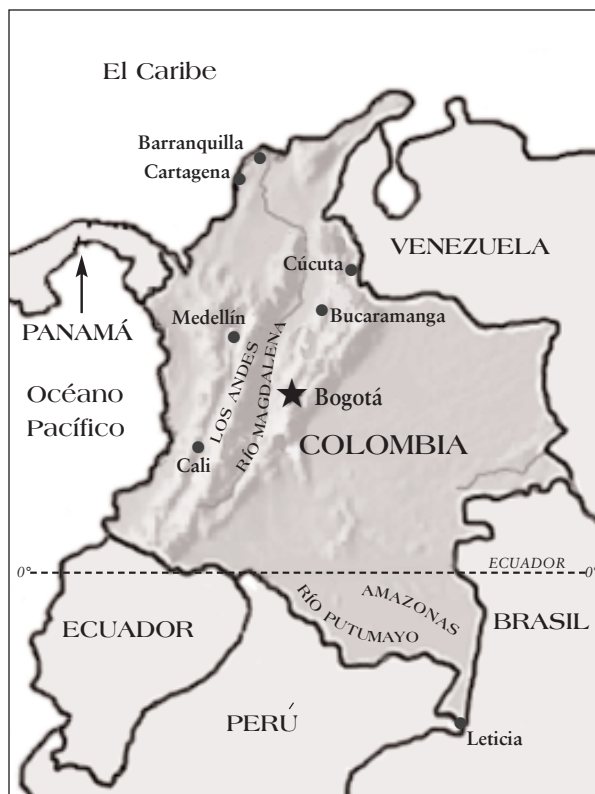 El Caribe
Barranquilla
Cartagena
VENEZUELA
Cúcuta
PANAMÁ
Medellín
Bucaramanga
LOS ANDES
RÍO MAGDALENA
Océano
Pacífico
Bogotá
COLOMBIA
Cali
0°
ECUADOR
0°
AMAZONAS
RÍO PUTUMAYO
ECUADOR
BRASIL
PERÚ
Leticia